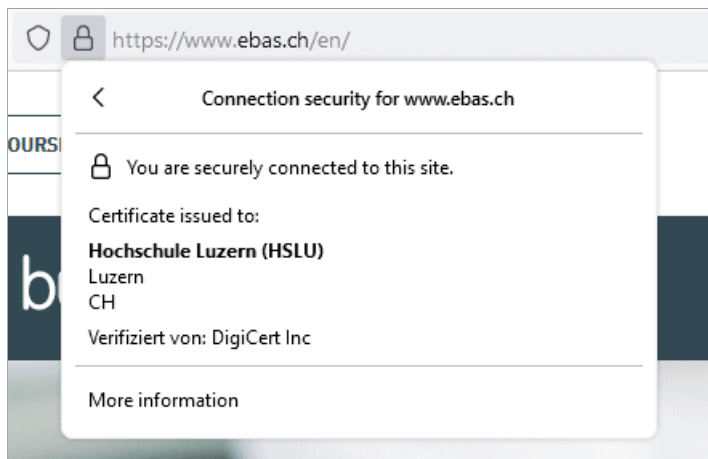 https://www.ebas.ch/en/
Connection security for www.ebas.ch
OURS
You are securely connected to this site.
Certificate issued to:
Hochschule Luzern (HSLU)
Luzern
CH
b
Verifiziert von: DigiCert Inc
More information